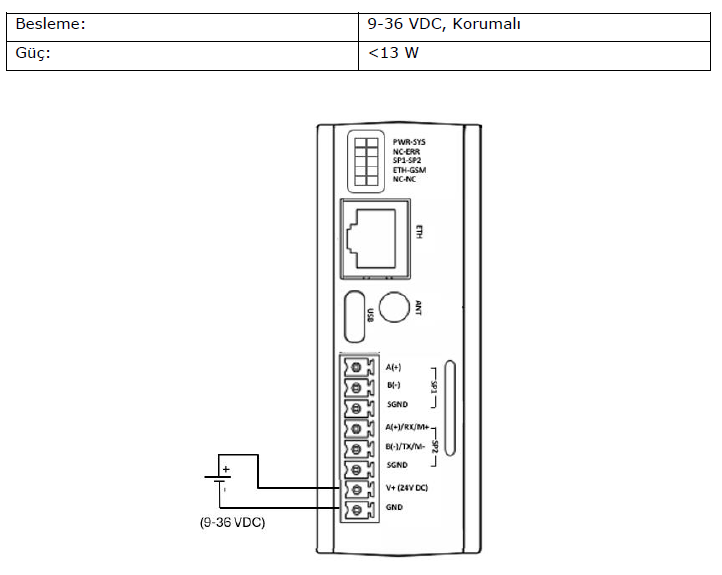 Besleme: 9-36 VDC, Korumalı
Güç: <13 W
PWR-SYS
NC-ERR
SP1-SP2
ETH-GSM
NC-NC
ETH
ANT
USB
A(+)
B(-)
SGND
SP1
A(+)/RX/M+
B(-)/TX/M-
SGND
SP2
V+ (24V DC)
GND
+
-
(9-36 VDC)